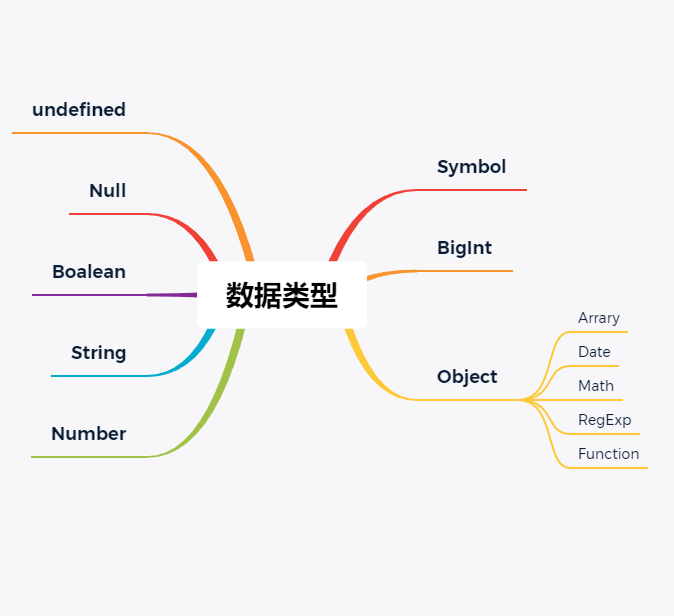 undefined
Null
Boalean
String
Number
数据类型
Symbol
BigInt
Object
Arrary
Date
Math
RegExp
Function